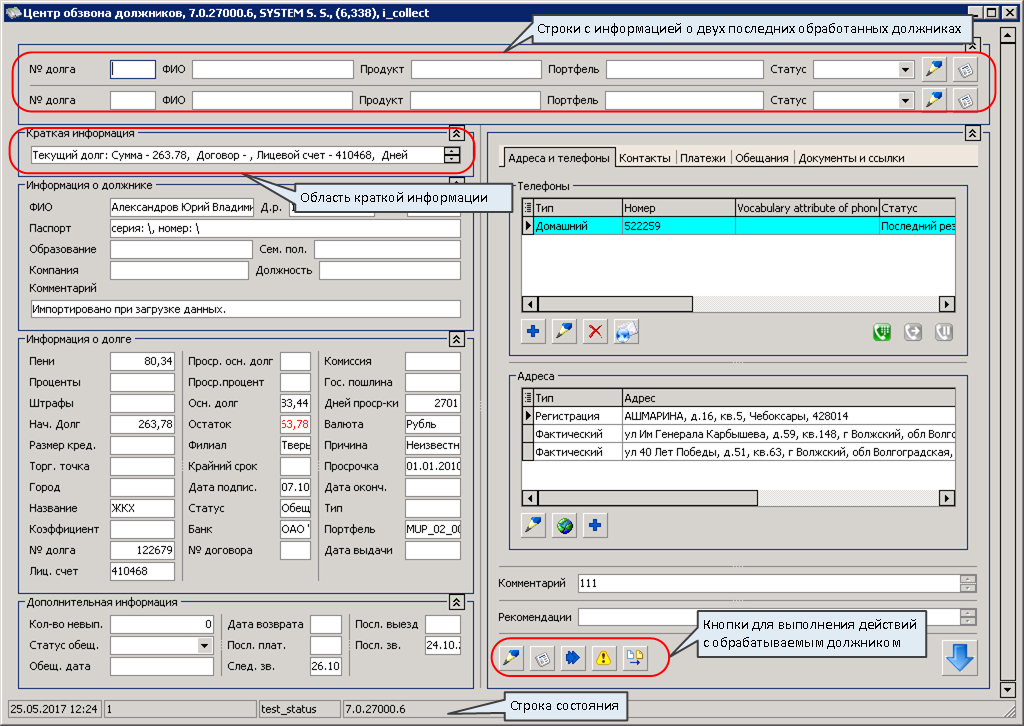 Центр обзвона должников, 7.0.27000.6, SYSTEM S. S., (6,338), i_collect
Строки с информацией о двух последних обработанных должниках
№ долга ФИО Продукт Портфель Статус
№ долга ФИО Продукт Портфель Статус
Краткая информация
Текущий долг: Сумма - 263.78, Договор - , Лицевой счет - 410468, Дней
Область краткой информации
Информация о должнике
ФИО Александров Юрий Владими Д.р.
Паспорт серия: \, номер: \
Образование Сем. пол.
Компания Должность
Комментарий
Импортировано при загрузке данных.
Информация о долге
Пени 80,34 Проср. осн. долг Комиссия
Проценты Проср.процент Гос. пошлина
Штрафы Осн. долг 83,44 Дней проср-ки 2701
Нач. Долг 263,78 Остаток 63,78 Валюта Рубль
Размер кред. Филиал Тверь Причина Неизвестн
Торг. точка Крайний срок Просрочка 01.01.2010
Город Дата подпис. 07.10 Дата оконч.
Название ЖКХ Статус Обещ Тип
Коэффициент Банк ОАО " Портфель MUP_02_00
№ долга 122679 № договора Дата выдачи
Лиц. счет 410468
Дополнительная информация
Кол-во невып. 0 Дата возврата Посл. выезд
Статус обещ. Посл. плат. Посл. зв. 24.10.2
Обещ. дата След. зв. 26.10
Адреса и телефоны Контакты Платежи Обещания Документы и ссылки
Телефоны
Тип Номер Vocabulary attribute of phone Статус
Домашний 522259 Последний рез
Адреса
Тип Адрес
Регистрация АШМАРИНА, д.16, кв.5, Чебоксары, 428014
Фактический ул Им Генерала Карбышева, д.59, кв.148, г Волжский, обл Волго
Фактический ул 40 Лет Победы, д.51, кв.63, г Волжский, обл Волгоградская,
Комментарий 111
Рекомендации
Кнопки для выполнения действий
с обрабатываемым должником
Строка состояния
25.05.2017 12:24 1 test_status 7.0.27000.6